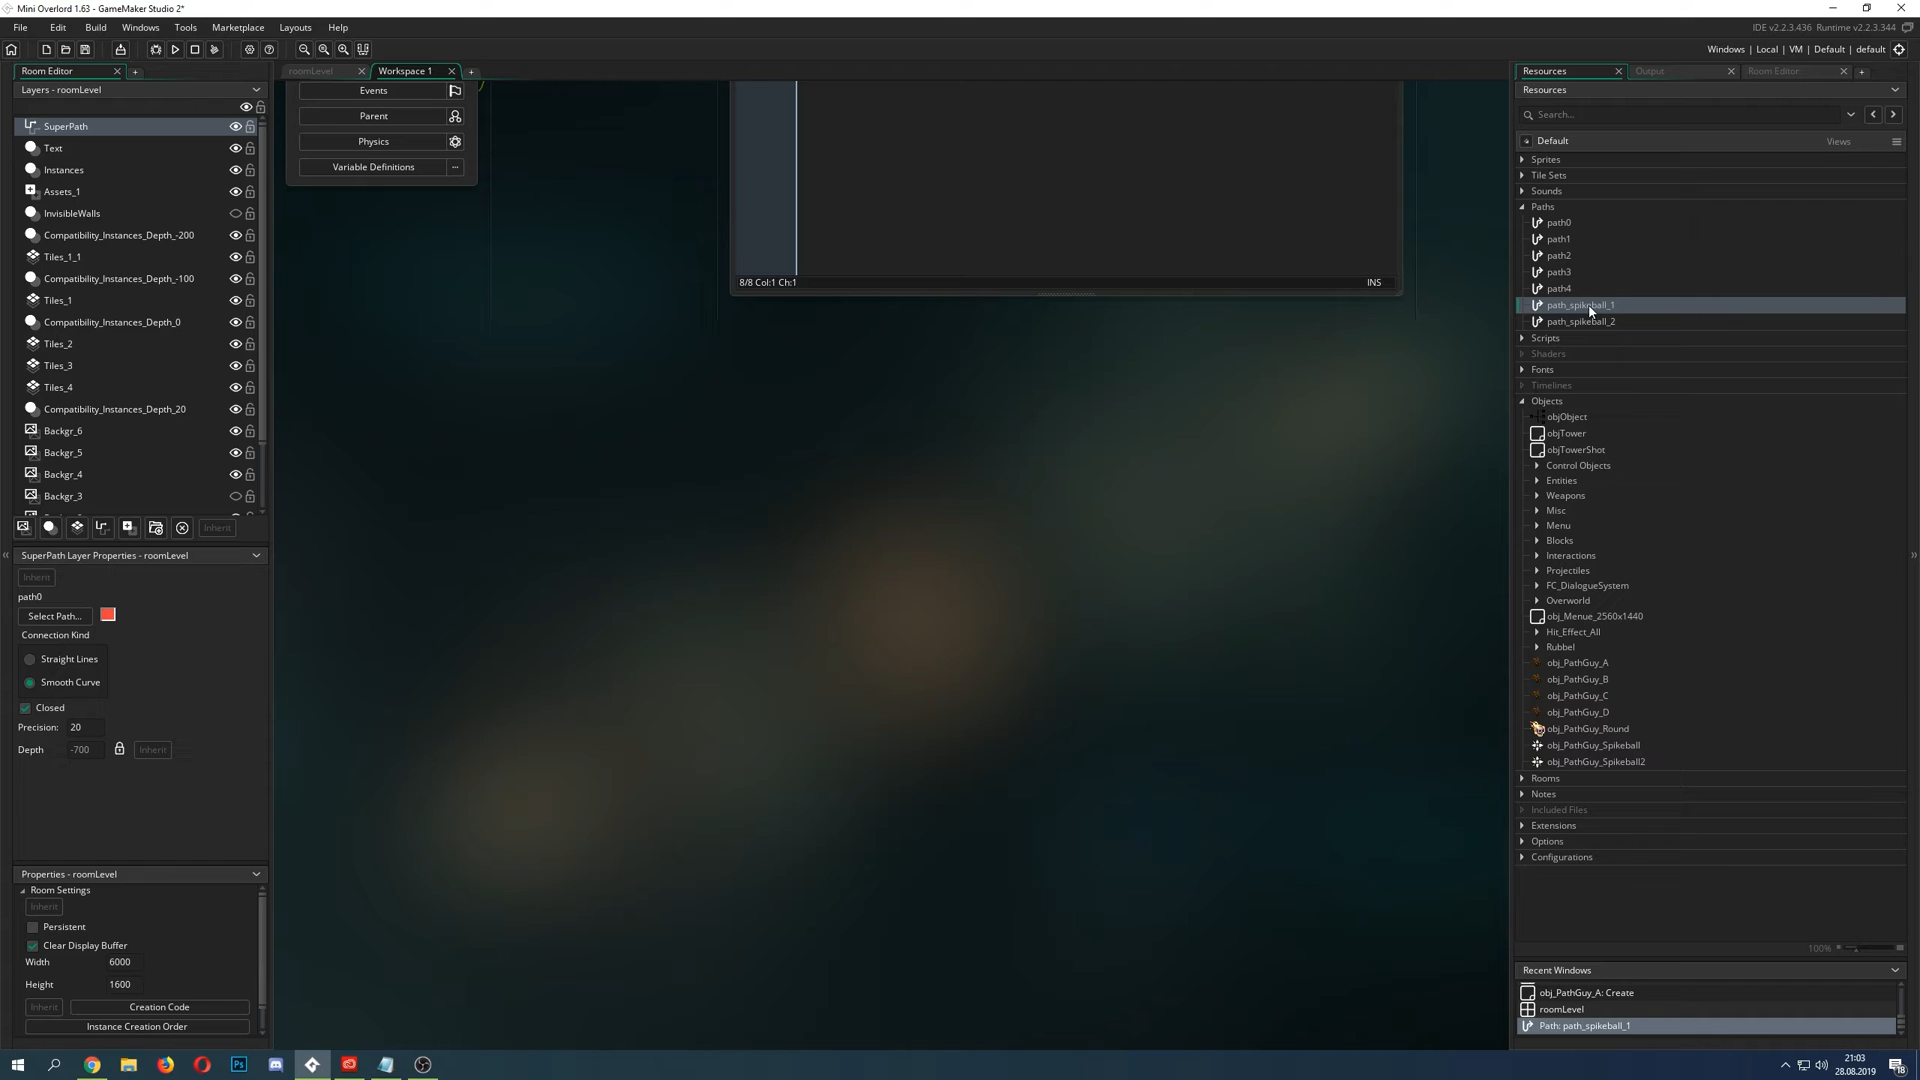 Mini Overlord 1.63 - GameMaker Studio 2*
File Edit Build Windows Tools Marketplace Layouts Help
IDE v2.2.3.436 Runtime v2.2.3.344
Windows | Local | VM | Default | default
Room Editor
roomLevel
Workspace 1
Resources
Output
Room Editor
Layers - roomLevel
SuperPath
Text
Instances
Assets_1
InvisibleWalls
Compatibility_Instances_Depth_-200
Tiles_1_1
Compatibility_Instances_Depth_-100
Tiles_1
Compatibility_Instances_Depth_0
Tiles_2
Tiles_3
Tiles_4
Compatibility_Instances_Depth_20
Backgr_6
Backgr_5
Backgr_4
Backgr_3
Inherit
SuperPath Layer Properties - roomLevel
Inherit
path0
Select Path...
Connection Kind
Straight Lines
Smooth Curve
Closed
Precision: 20
Depth -700 Inherit
Properties - roomLevel
Room Settings
Inherit
Persistent
Clear Display Buffer
Width 6000
Height 1600
Inherit Creation Code
Instance Creation Order
Events
Parent
Physics
Variable Definitions
8/8 Col:1 Ch:1 INS
Resources
Search...
Default Views
Sprites
Tile Sets
Sounds
Paths
path0
path1
path2
path3
path4
path_spikeball_1
path_spikeball_2
Scripts
Shaders
Fonts
Timelines
Objects
objObject
objTower
objTowerShot
Control Objects
Entities
Weapons
Misc
Menu
Blocks
Interactions
Projectiles
FC_DialogueSystem
Overworld
obj_Menue_2560x1440
Hit_Effect_All
Rubbel
obj_PathGuy_A
obj_PathGuy_B
obj_PathGuy_C
obj_PathGuy_D
obj_PathGuy_Round
obj_PathGuy_Spikeball
obj_PathGuy_Spikeball2
Rooms
Notes
Included Files
Extensions
Options
Configurations
100%
Recent Windows
obj_PathGuy_A: Create
roomLevel
Path: path_spikeball_1
21:03
28.08.2019
18